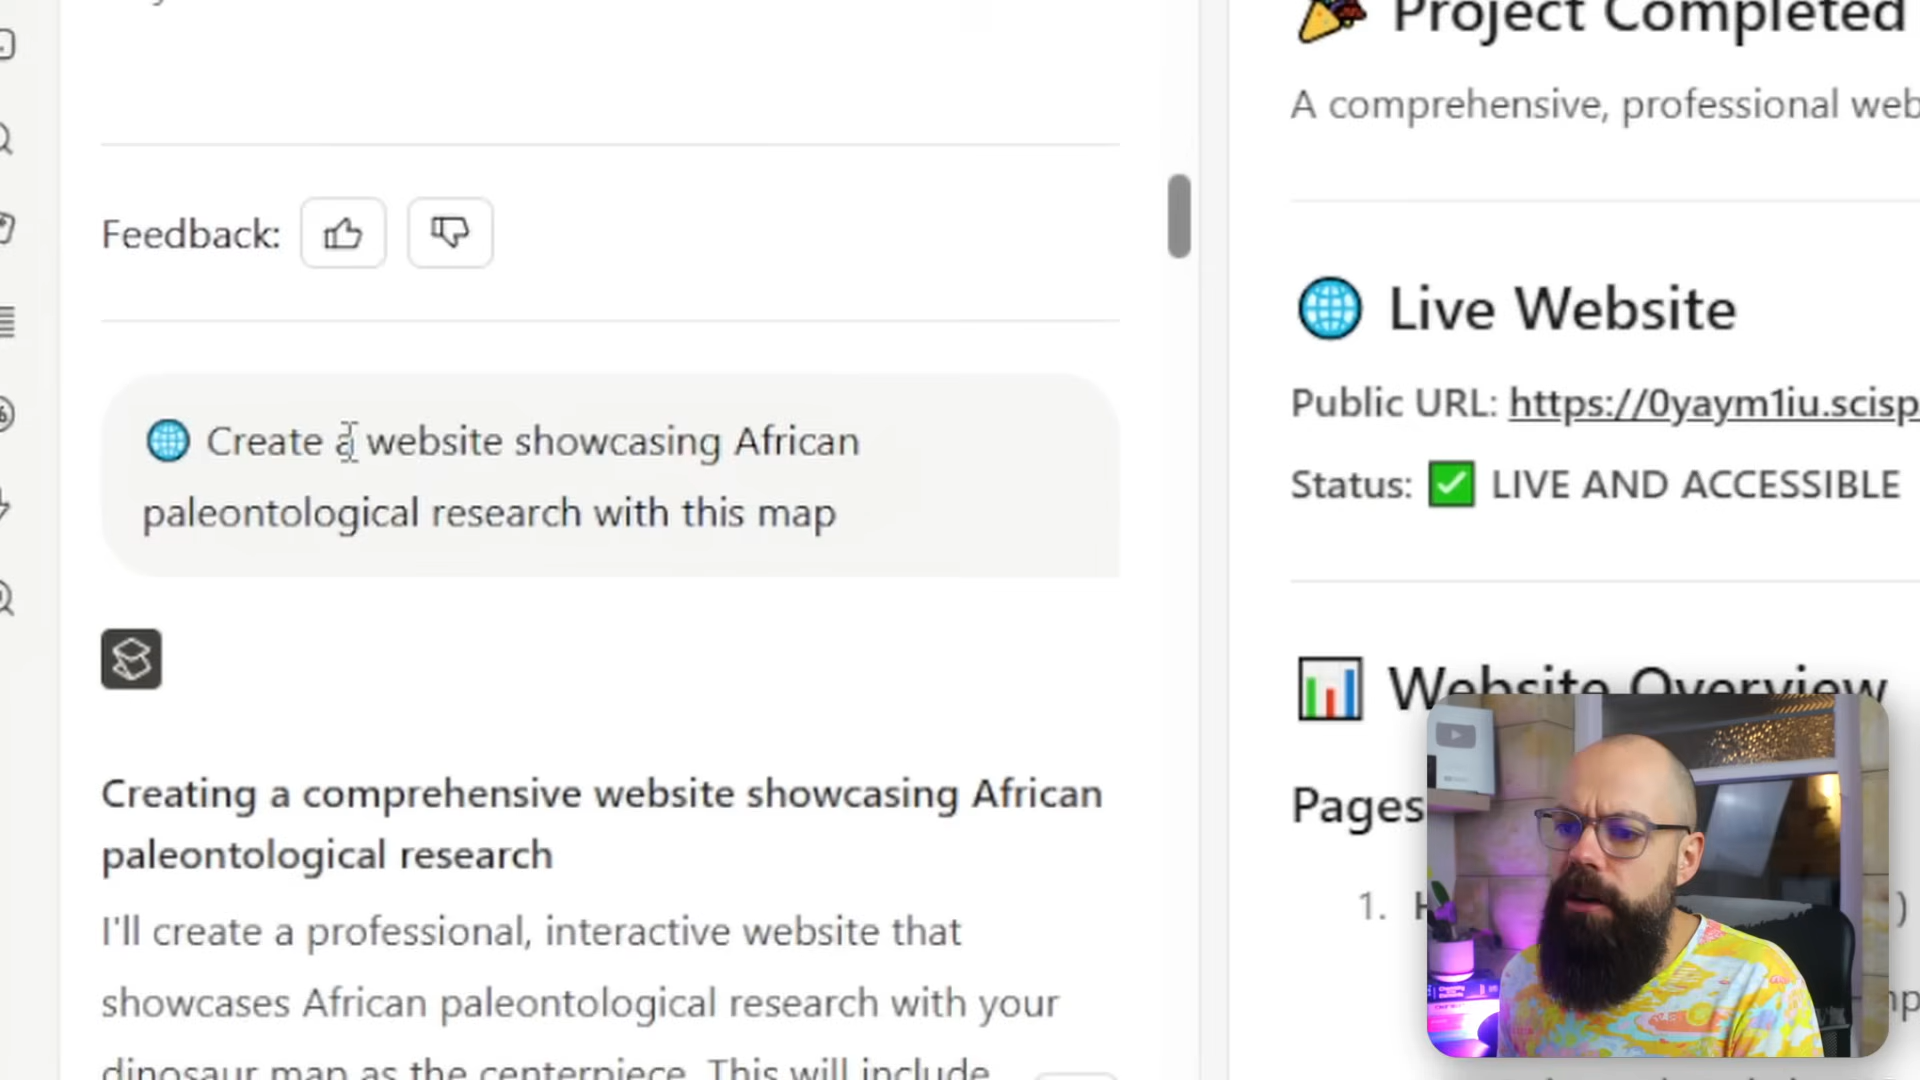 Feedback:
🌐 Create a website showcasing African
paleontological research with this map
Creating a comprehensive website showcasing African
paleontological research
I'll create a professional, interactive website that
showcases African paleontological research with your
dinosaur map as the centerpiece. This will include
Project Completed
A comprehensive, professional web
🌐 Live Website
Public URL: https://0yaym1iu.scisp
Status: ✅ LIVE AND ACCESSIBLE
📊 Website Overview
Pages
1.